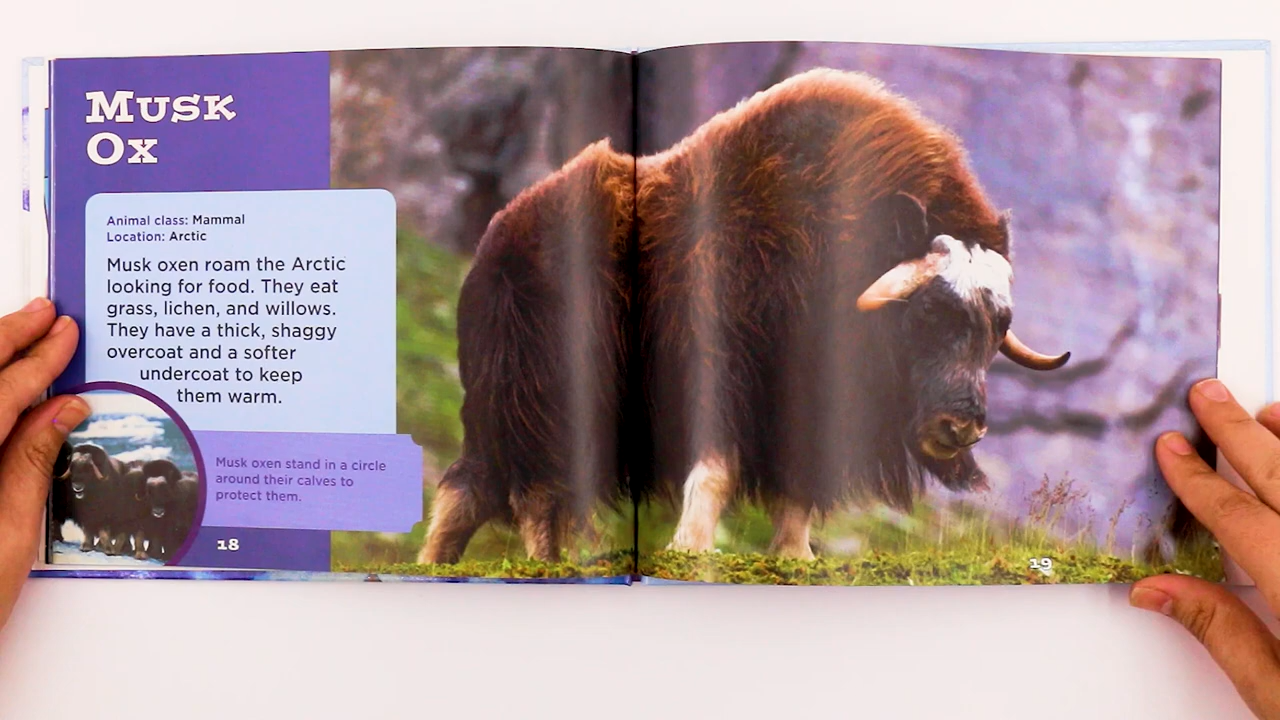 Musk
Ox
Animal class: Mammal
Location: Arctic
Musk oxen roam the Arctic
looking for food. They eat
grass, lichen, and willows.
They have a thick, shaggy
overcoat and a softer
undercoat to keep
them warm.
Musk oxen stand in a circle
around their calves to
protect them.
18
19